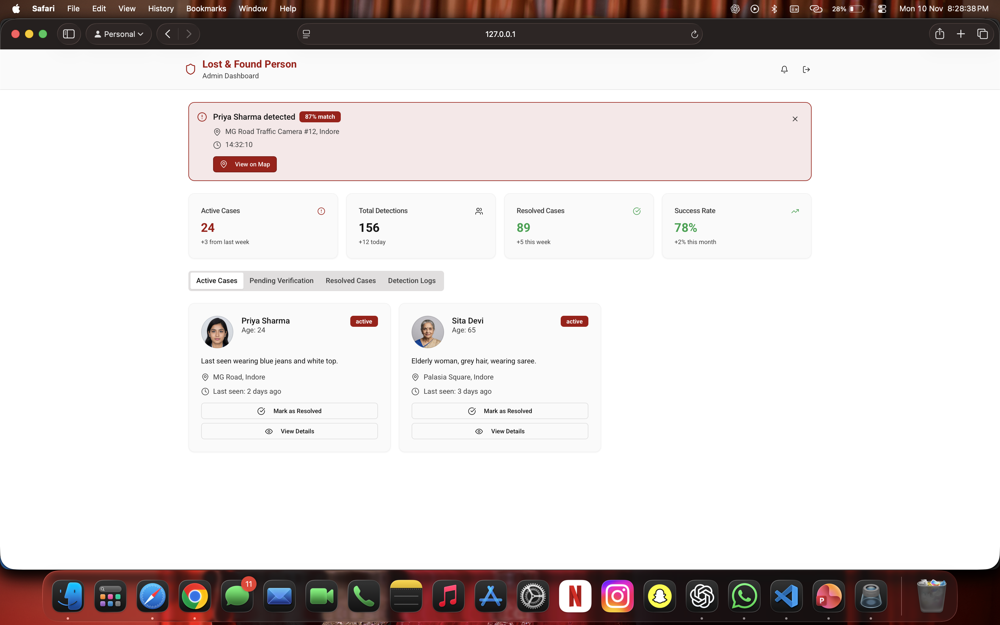 Safari File Edit View History Bookmarks Window Help 28% Mon 10 Nov 8:28:38 PM
Personal 127.0.0.1
Lost & Found Person
Admin Dashboard
Priya Sharma detected 87% match
MG Road Traffic Camera #12, Indore
14:32:10
View on Map
Active Cases Total Detections Resolved Cases Success Rate
24 156 89 78%
+3 from last week +12 today +5 this week +2% this month
Active Cases Pending Verification Resolved Cases Detection Logs
Priya Sharma active
Age: 24
Last seen wearing blue jeans and white top.
MG Road, Indore
Last seen: 2 days ago
Mark as Resolved
View Details
Sita Devi active
Age: 65
Elderly woman, grey hair, wearing saree.
Palasia Square, Indore
Last seen: 3 days ago
Mark as Resolved
View Details
11
N
P